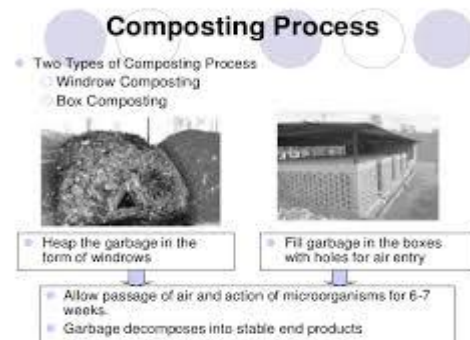 Composting Process
Two Types of Composting Process
Windrow Composting
Box Composting
Heap the garbage in the
form of windrows
Fill garbage in the boxes
with holes for air entry
Allow passage of air and action of microorganisms for 6-7
weeks.
Garbage decomposes into stable end products